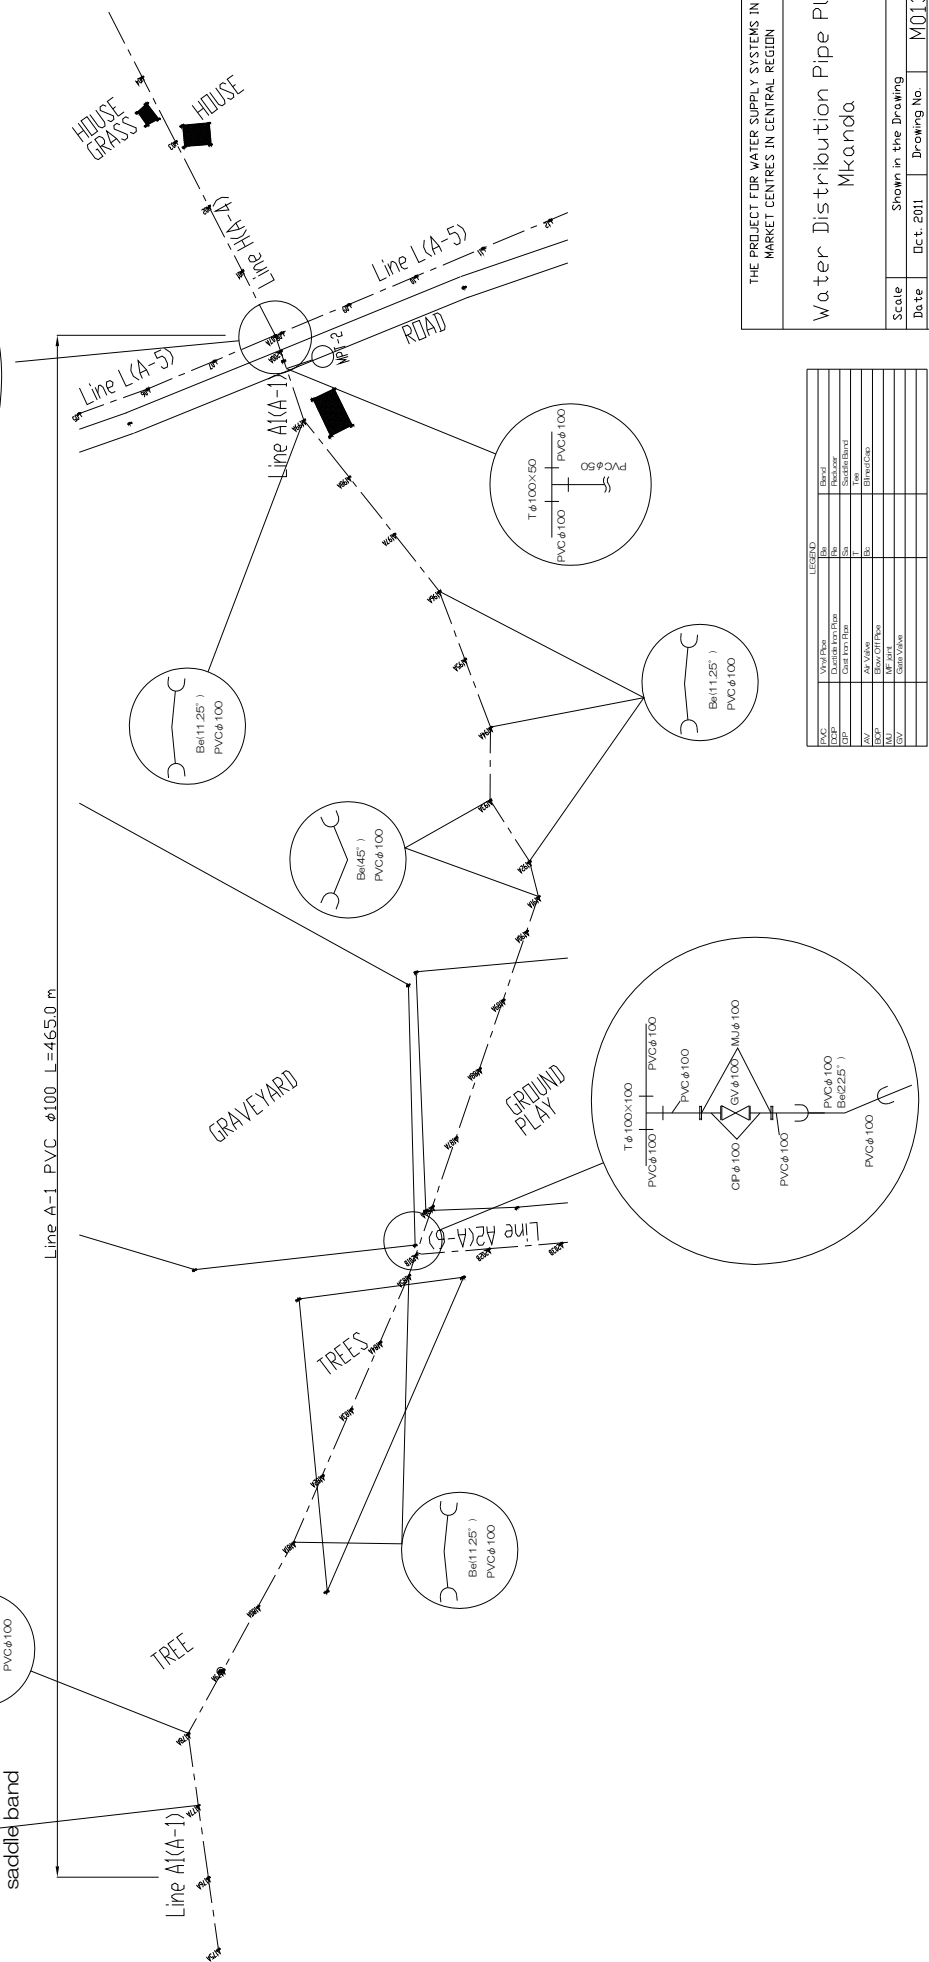 HOUSE
GRASS
HOUSE
Line H(A-4)
Line L(A-5)
Line L(A-5)
ROAD
MPT-2
Line A1(A-1)
Line A-1 PVC φ100 L=465.0 m
Tφ100×50
PVCφ100
PVCφ100
PVCφ50
Be(11.25°)
PVCφ100
Be(11.25°)
PVCφ100
Be(45°)
PVCφ100
GRAVEYARD
GROUND
PLAY
Line A2(A-6)
Tφ100×100
PVCφ100
PVCφ100
PVCφ100
CIPφ100
GVφ100
MJφ100
PVCφ100
PVCφ100
Be(22.5°)
PVCφ100
TREES
Be(11.25°)
PVCφ100
TREE
PVCφ100
saddle band
Line A1(A-1)
LEGEND
PVC Vinyl Pipe Be Bend
DCIP Ductile Iron Pipe Re Reducer
CIP Cast Iron Pipe Sa Saddle Band
T Tee
AV Air Valve Bc Blined Cap
BOP Blow Off Pipe
MJ MF joint
GV Gate Valve
THE PROJECT FOR WATER SUPPLY SYSTEMS IN
MARKET CENTRES IN CENTRAL REGION
Water Distribution Pipe Pl
Mkanda
Scale Shown in the Drawing
Date Oct. 2011 Drawing No. M013